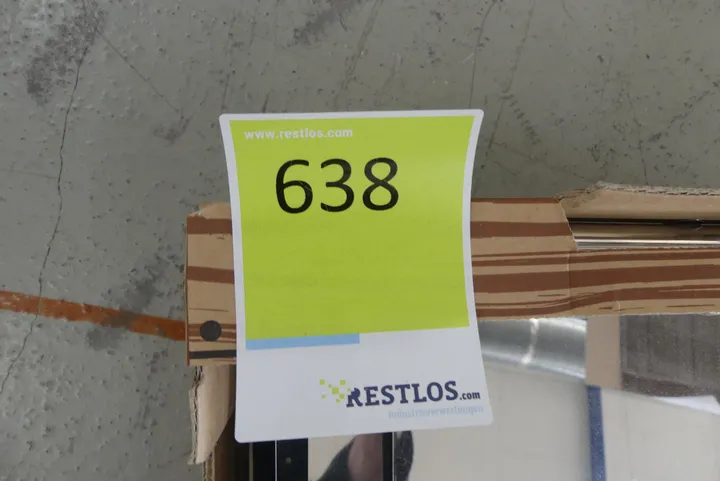 www.restlos.com
638
RESTLOS.com
Industrieverwertungen